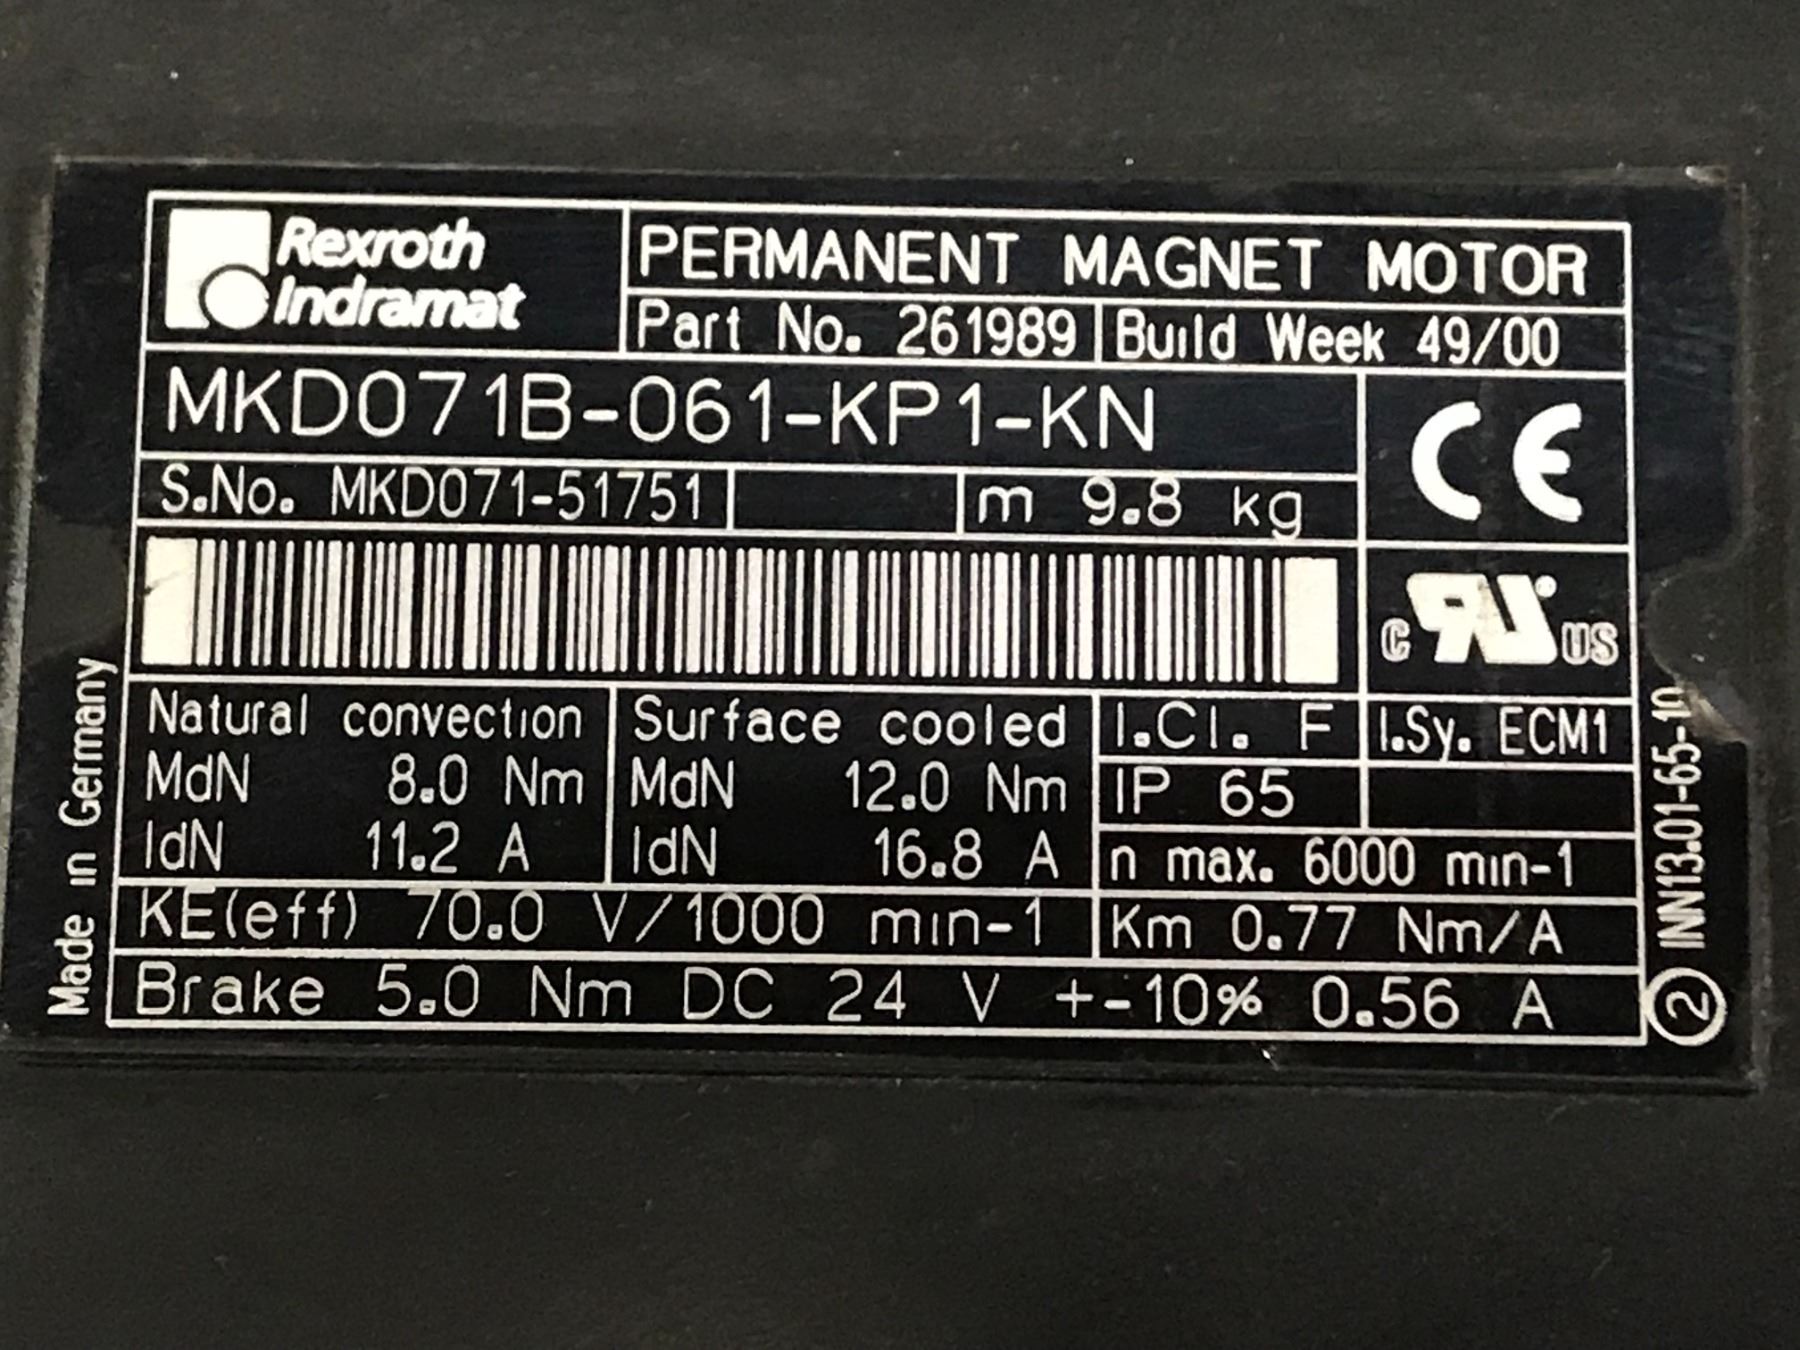 Rexroth
Indramat
PERMANENT MAGNET MOTOR
Part No. 261989 Build Week 49/00
MKD071B-061-KP1-KN
CE
S.No. MKD071-51751 m 9.8 kg
c RU us
Natural convection Surface cooled I.Cl. F I.Sy. ECM1
MdN 8.0 Nm MdN 12.0 Nm IP 65
IdN 11.2 A IdN 16.8 A n max. 6000 min-1
KE(eff) 70.0 V/1000 min-1 Km 0.77 Nm/A
Brake 5.0 Nm DC 24 V +-10% 0.56 A
Made in Germany
2 INN13.01-65-10